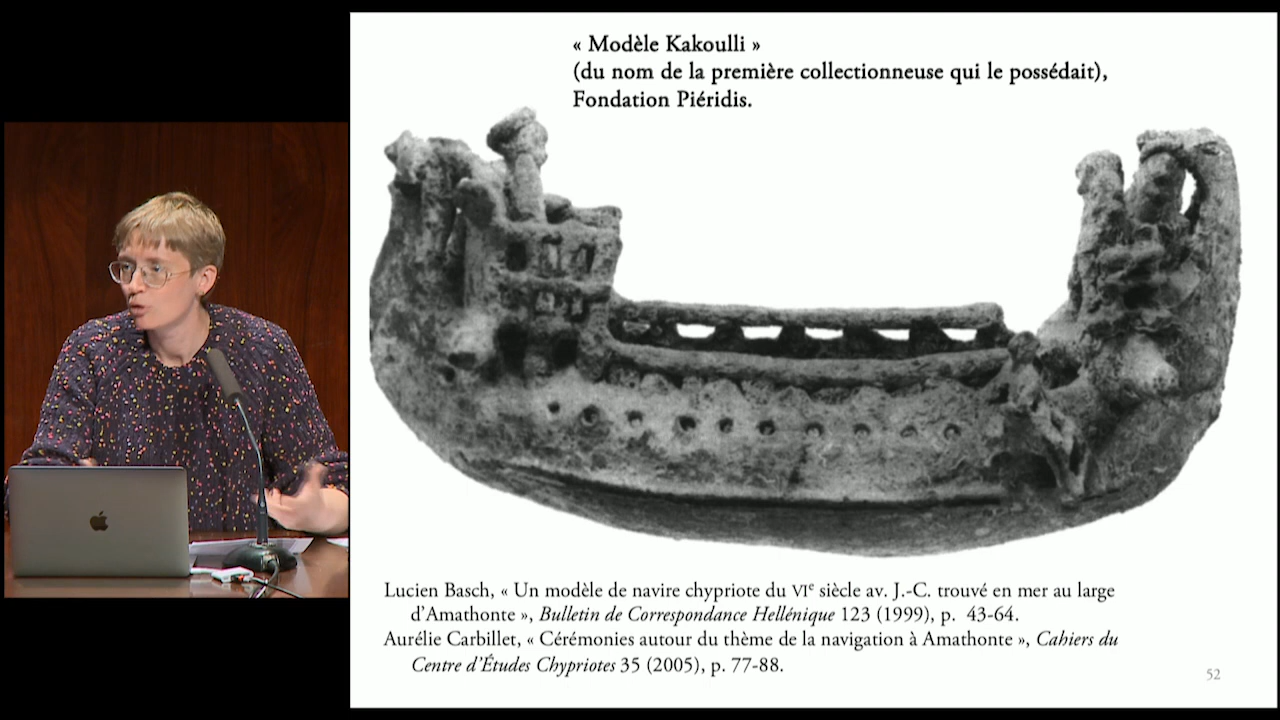 « Modèle Kakoulli »
(du nom de la première collectionneuse qui le possédait),
Fondation Piéridis.
Lucien Basch, « Un modèle de navire chypriote du VIe siècle av. J.-C. trouvé en mer au large
d’Amathonte », Bulletin de Correspondance Hellénique 123 (1999), p. 43-64.
Aurélie Carbillet, « Cérémonies autour du thème de la navigation à Amathonte », Cahiers du
Centre d’Études Chypriotes 35 (2005), p. 77-88.
52